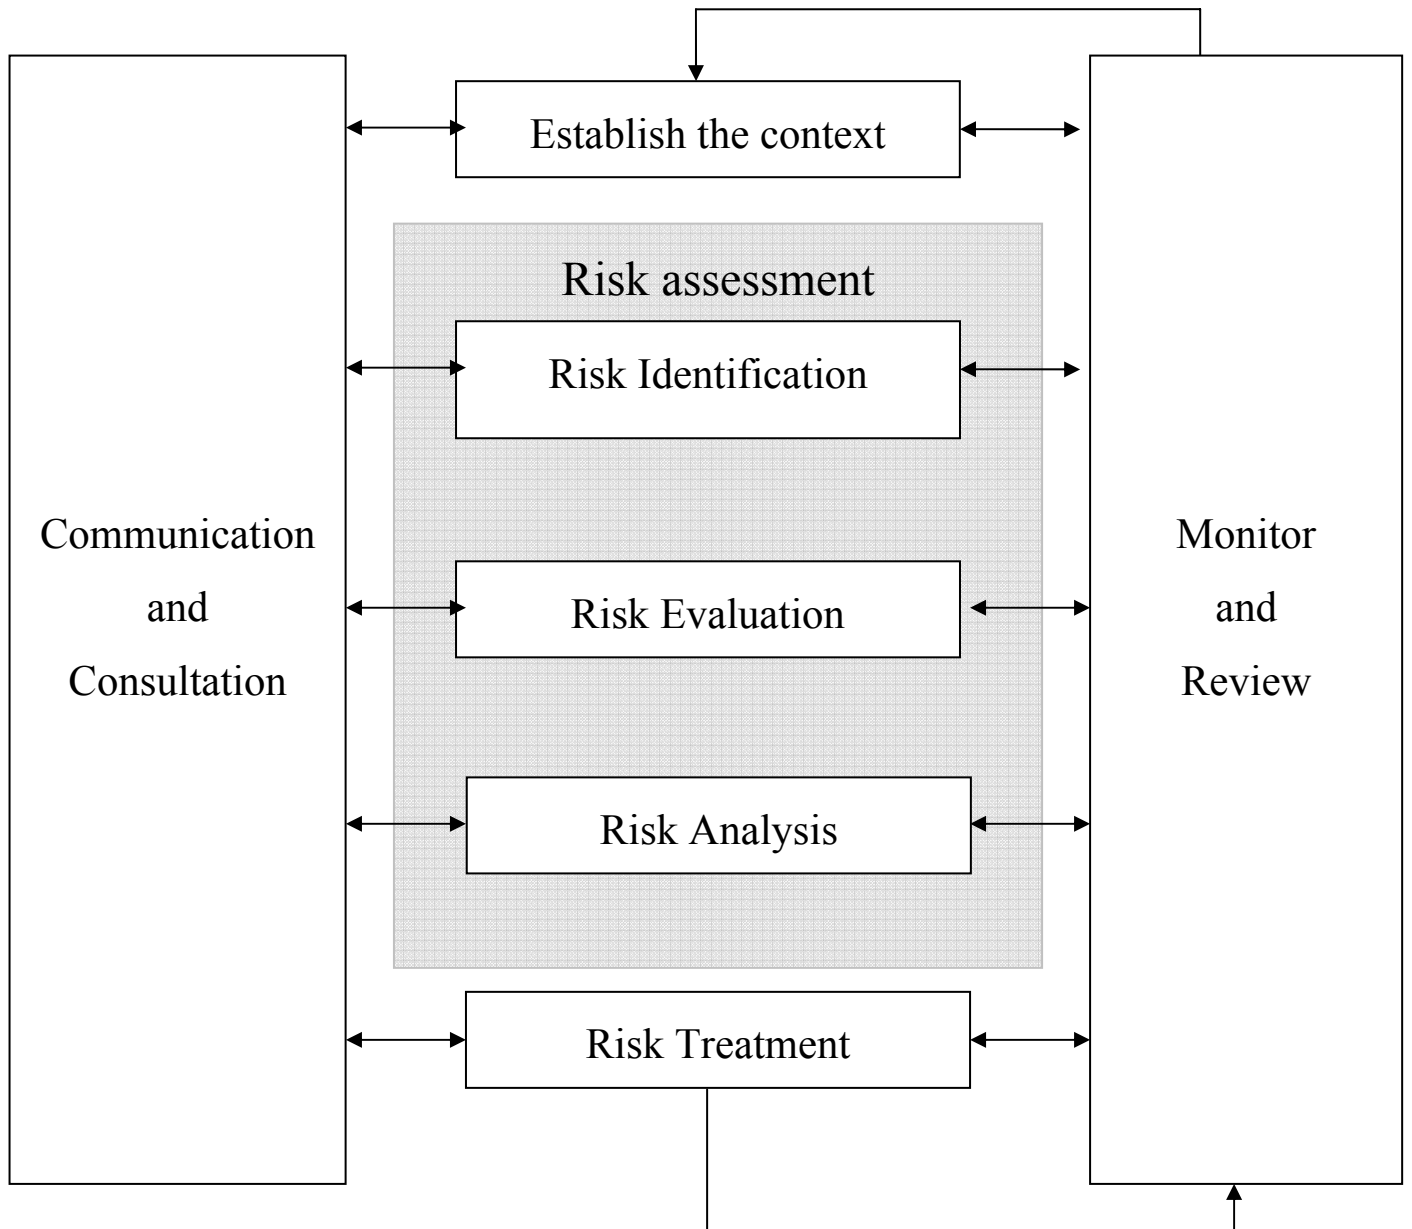 Establish the context
Risk assessment
Risk Identification
Communication
and
Consultation
Risk Evaluation
Monitor
and
Review
Risk Analysis
Risk Treatment